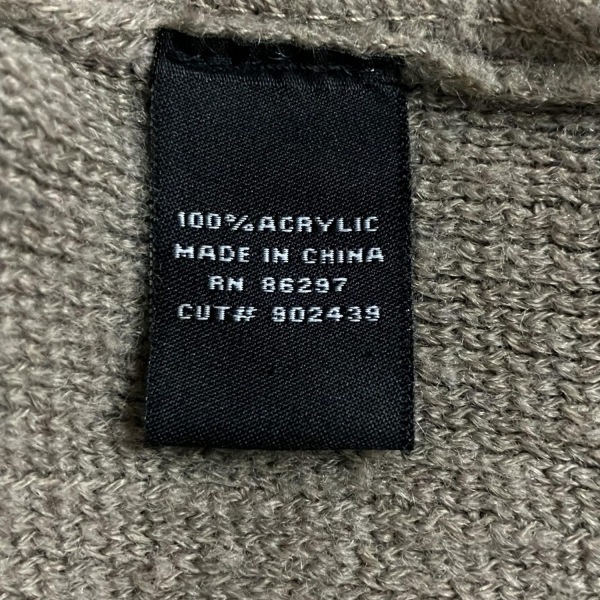 100% ACRYLIC
MADE IN CHINA
RN 86297
CUT# 902439